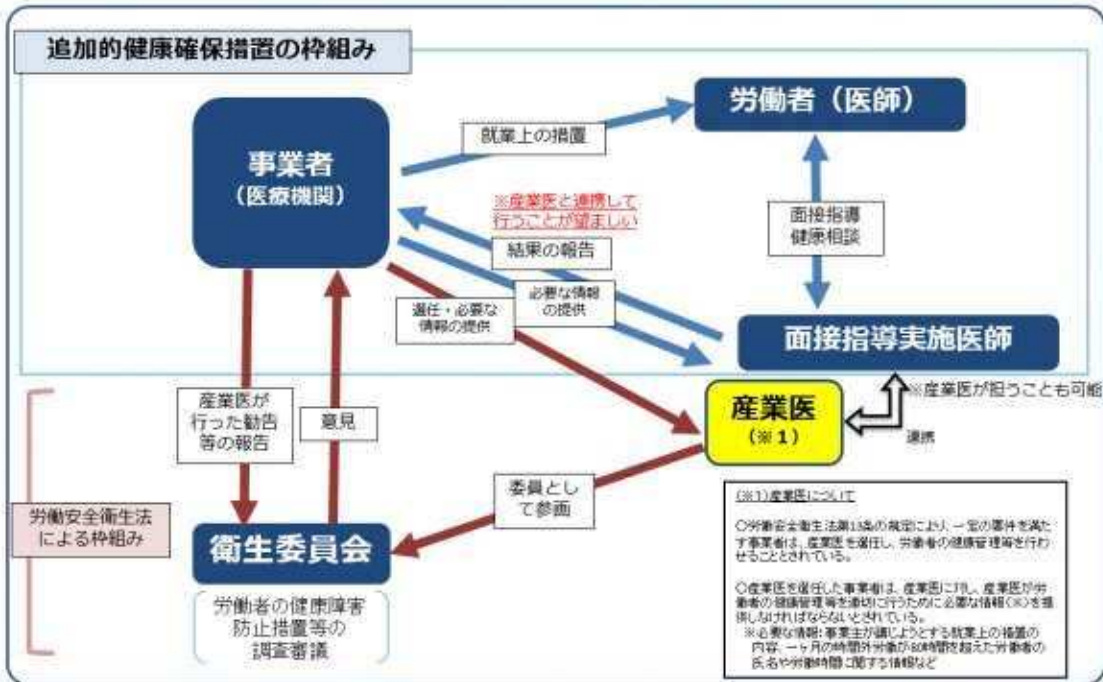 追加的健康確保措置の枠組み
労働者（医師）
就業上の措置
事業者
（医療機関）
※産業医と連携して
行うことが望ましい
結果の報告
面接指導
健康相談
必要な情報
の提供
選任・必要な
情報の提供
面接指導実施医師
※産業医が担うことも可能
産業医
（※１）
連携
産業医が
行った勧告
等の報告
意見
委員とし
て参画
労働安全衛生法
による枠組み
衛生委員会
労働者の健康障害
防止措置等の
調査審議
（※１）産業医について
○労働安全衛生法第13条の規定により、一定の要件を満た
す事業者は、産業医を選任し、労働者の健康管理等を行わ
せることとされている。
○産業医を選任した事業者は、産業医に対し、産業医が労
働者の健康管理等を適切に行うために必要な情報（※）を提
供しなければならないとされている。
※必要な情報：事業主が講じようとする就業上の措置の
内容、一ヶ月の時間外労働が80時間を超えた労働者の
氏名や労働時間に関する情報など